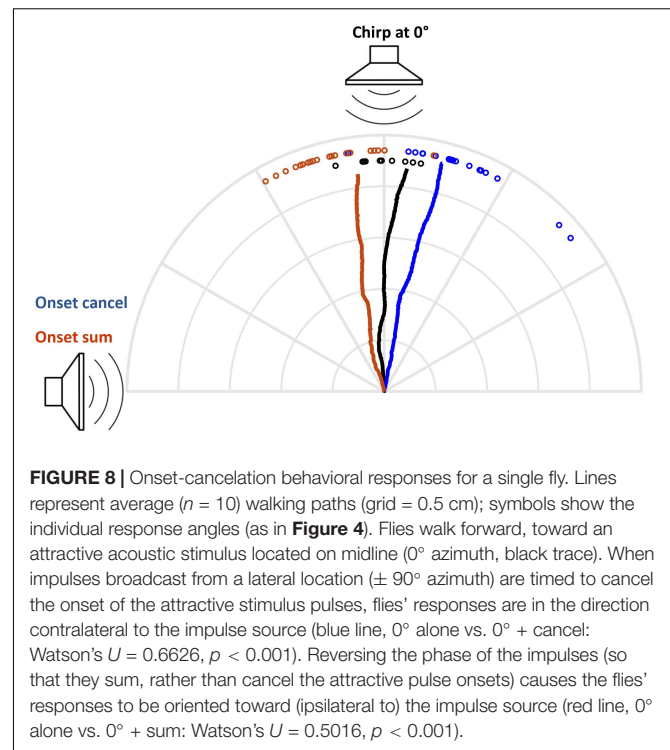 Chirp at 0°
Onset cancel
Onset sum
FIGURE 8 | Onset-cancelation behavioral responses for a single fly. Lines
represent average (n = 10) walking paths (grid = 0.5 cm); symbols show the
individual response angles (as in Figure 4). Flies walk forward, toward an
attractive acoustic stimulus located on midline (0° azimuth, black trace). When
impulses broadcast from a lateral location (± 90° azimuth) are timed to cancel
the onset of the attractive stimulus pulses, flies' responses are in the direction
contralateral to the impulse source (blue line, 0° alone vs. 0° + cancel:
Watson's U = 0.6626, p < 0.001). Reversing the phase of the impulses (so
that they sum, rather than cancel the attractive pulse onsets) causes the flies'
responses to be oriented toward (ipsilateral to) the impulse source (red line, 0°
alone vs. 0° + sum: Watson's U = 0.5016, p < 0.001).